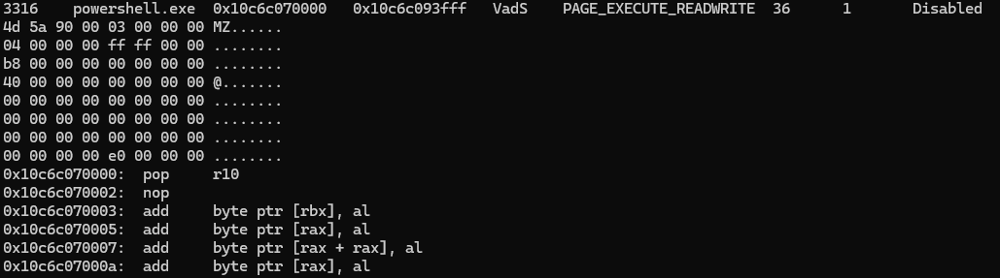 3316    powershell.exe  0x10c6c070000   0x10c6c093fff   VadS    PAGE_EXECUTE_READWRITE  36      1       Disabled
4d 5a 90 00 03 00 00 00 MZ......
04 00 00 00 ff ff 00 00 ........
b8 00 00 00 00 00 00 00 ........
40 00 00 00 00 00 00 00 @.......
00 00 00 00 00 00 00 00 ........
00 00 00 00 00 00 00 00 ........
00 00 00 00 00 00 00 00 ........
00 00 00 00 e0 00 00 00 ........
0x10c6c070000:  pop     r10
0x10c6c070002:  nop
0x10c6c070003:  add     byte ptr [rbx], al
0x10c6c070005:  add     byte ptr [rax], al
0x10c6c070007:  add     byte ptr [rax + rax], al
0x10c6c07000a:  add     byte ptr [rax], al